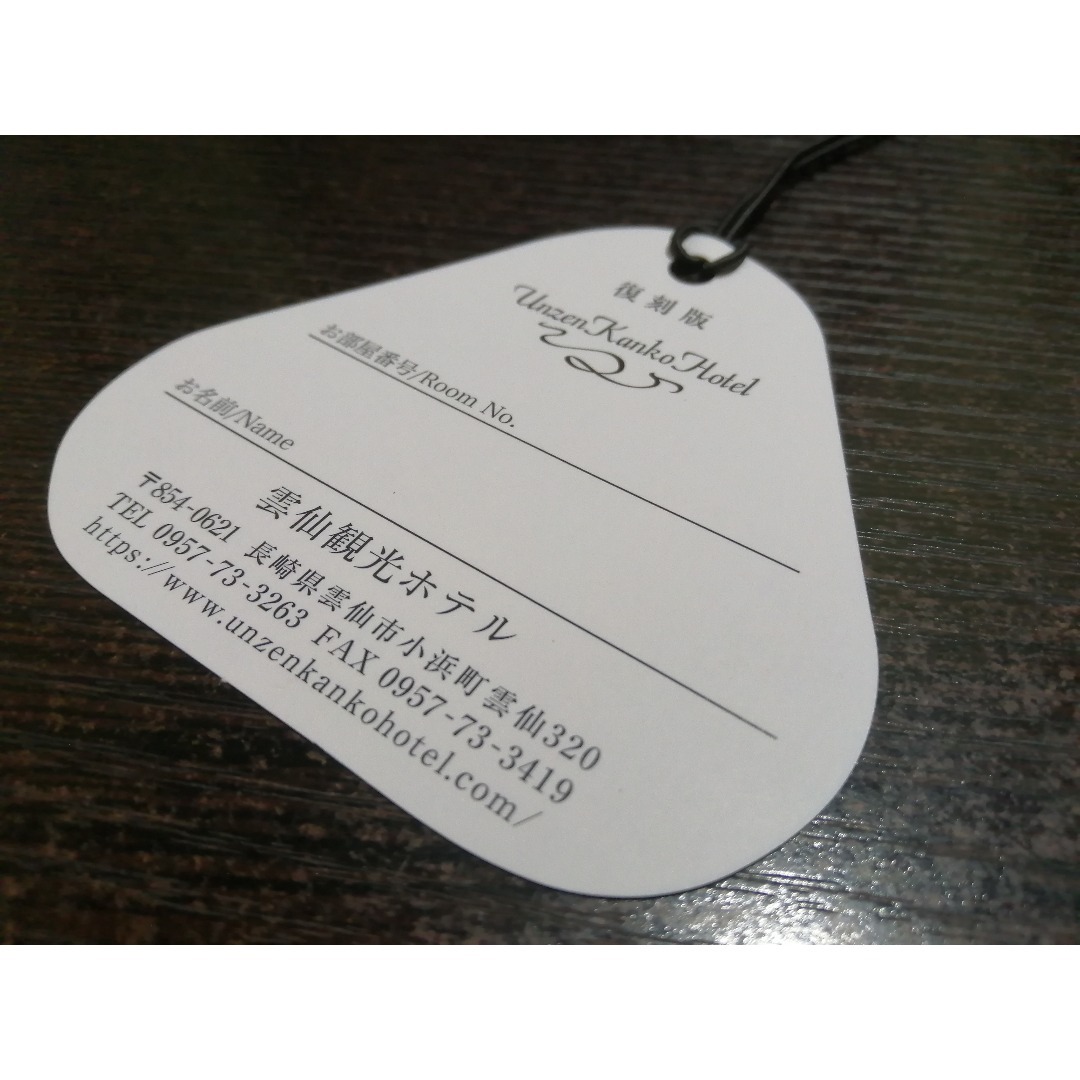 復刻版
Unzen Kanko Hotel
お部屋番号/Room No.
お名前/Name
雲仙観光ホテル
〒854-0621 長崎県雲仙市小浜町雲仙320
TEL 0957-73-3263 FAX 0957-73-3419
https://www.unzenkankohotel.com/